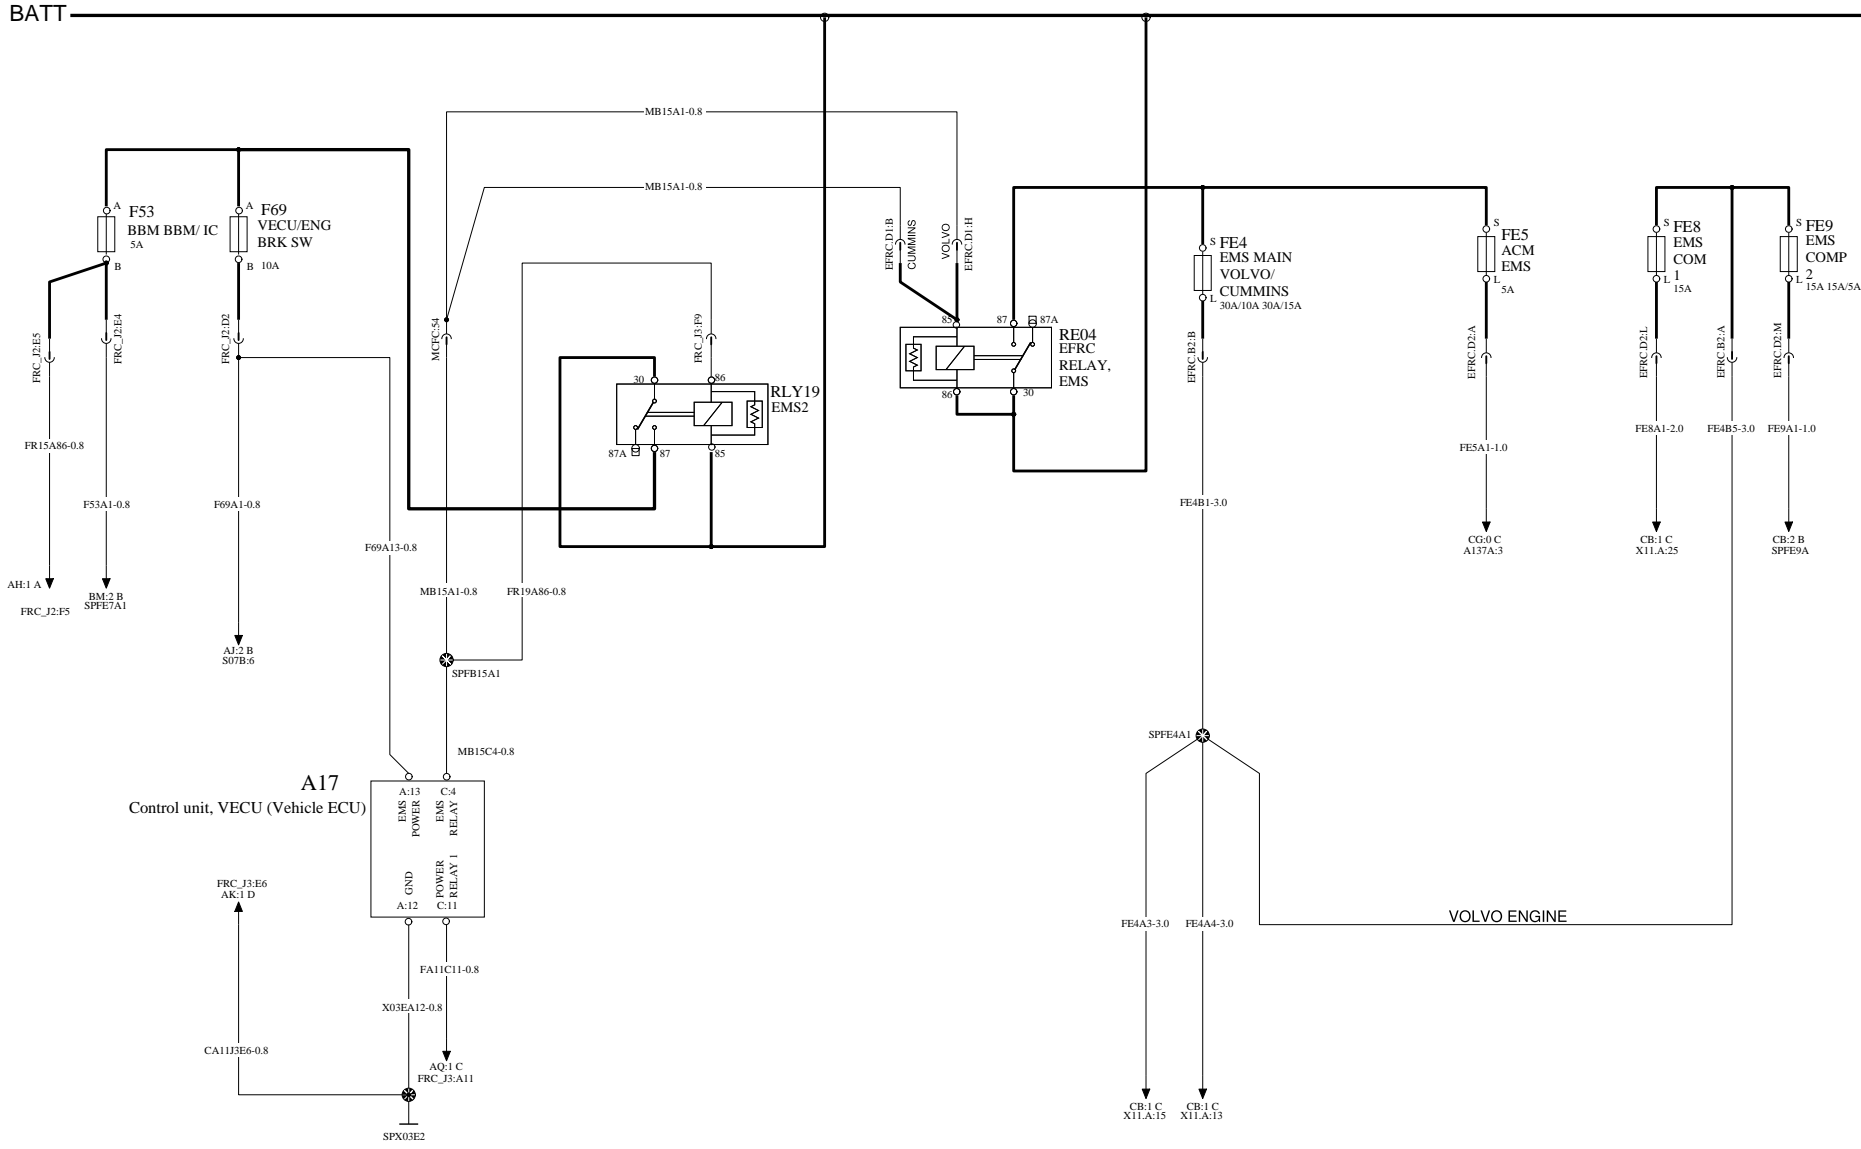 BATT
MB15A1-0.8
MB15A1-0.8
A
F53
BBM BBM/ IC
5A
B
A
F69
VECU/ENG
BRK SW
10A
B
FRC_J2:E5
FRC_J2:E4
FRC_J2:D2
MCFC:54
FRC_J3:F9
EFRC.D1:B
CUMMINS
VOLVO
EFRC.D1:H
85
87
87A
RE04
EFRC
RELAY,
EMS
86
30
S
FE4
EMS MAIN
VOLVO/
CUMMINS
30A/10A 30A/15A
L
EFRC.B2:B
S
FE5
ACM
EMS
5A
L
EFRC.D2:A
S
FE8
EMS
COM
1
15A
L
EFRC.D2:L
EFRC.B2:A
S
FE9
EMS
COMP
2
15A 15A/5A
L
EFRC.D2:M
30
86
RLY19
EMS2
87A
87
85
FR15A86-0.8
F53A1-0.8
F69A1-0.8
F69A13-0.8
MB15A1-0.8
FR19A86-0.8
FE4B1-3.0
FE5A1-1.0
FE8A1-2.0
FE4B5-3.0
FE9A1-1.0
CG:0 C
A137A:3
CB:1 C
X11.A:25
CB:2 B
SPFE9A
AH:1 A
FRC_J2:F5
BM:2 B
SPFE7A1
AJ:2 B
S07B:6
SPFB15A1
MB15C4-0.8
SPFE4A1
A17
Control unit, VECU (Vehicle ECU)
A:13
EMS
POWER
C:4
EMS
RELAY
GND
A:12
POWER
RELAY 1
C:11
FRC_J3:E6
AK:1 D
FE4A3-3.0
FE4A4-3.0
VOLVO ENGINE
FA11C11-0.8
X03EA12-0.8
CA11J3E6-0.8
AQ:1 C
FRC_J3:A11
SPX03E2
CB:1 C
X11.A:15
CB:1 C
X11.A:13